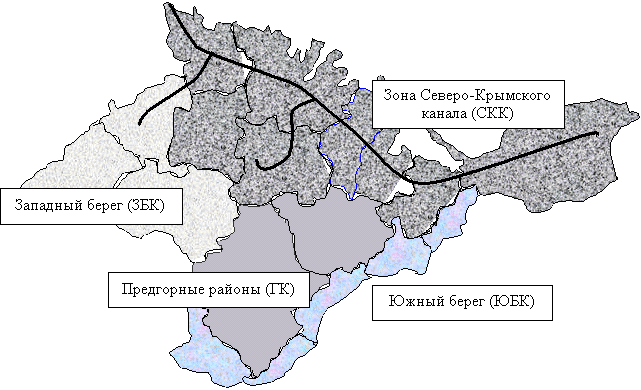 Зона Северо-Крымского
канала (СКК)
Западный берег (ЗБК)
Предгорные районы (ГК)
Южный берег (ЮБК)